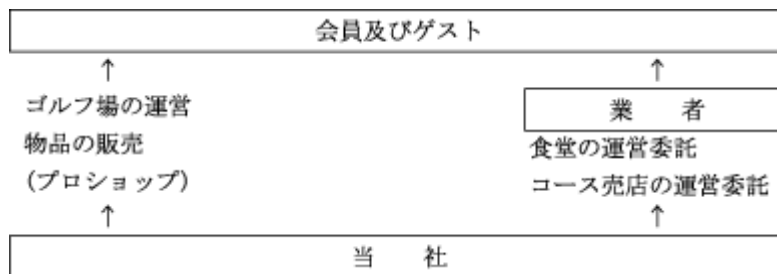 会員及びゲスト
↑ ↑
ゴルフ場の運営
業 者
物品の販売
食堂の運営委託
(プロショップ)
コース売店の運営委託
↑ ↑
当 社